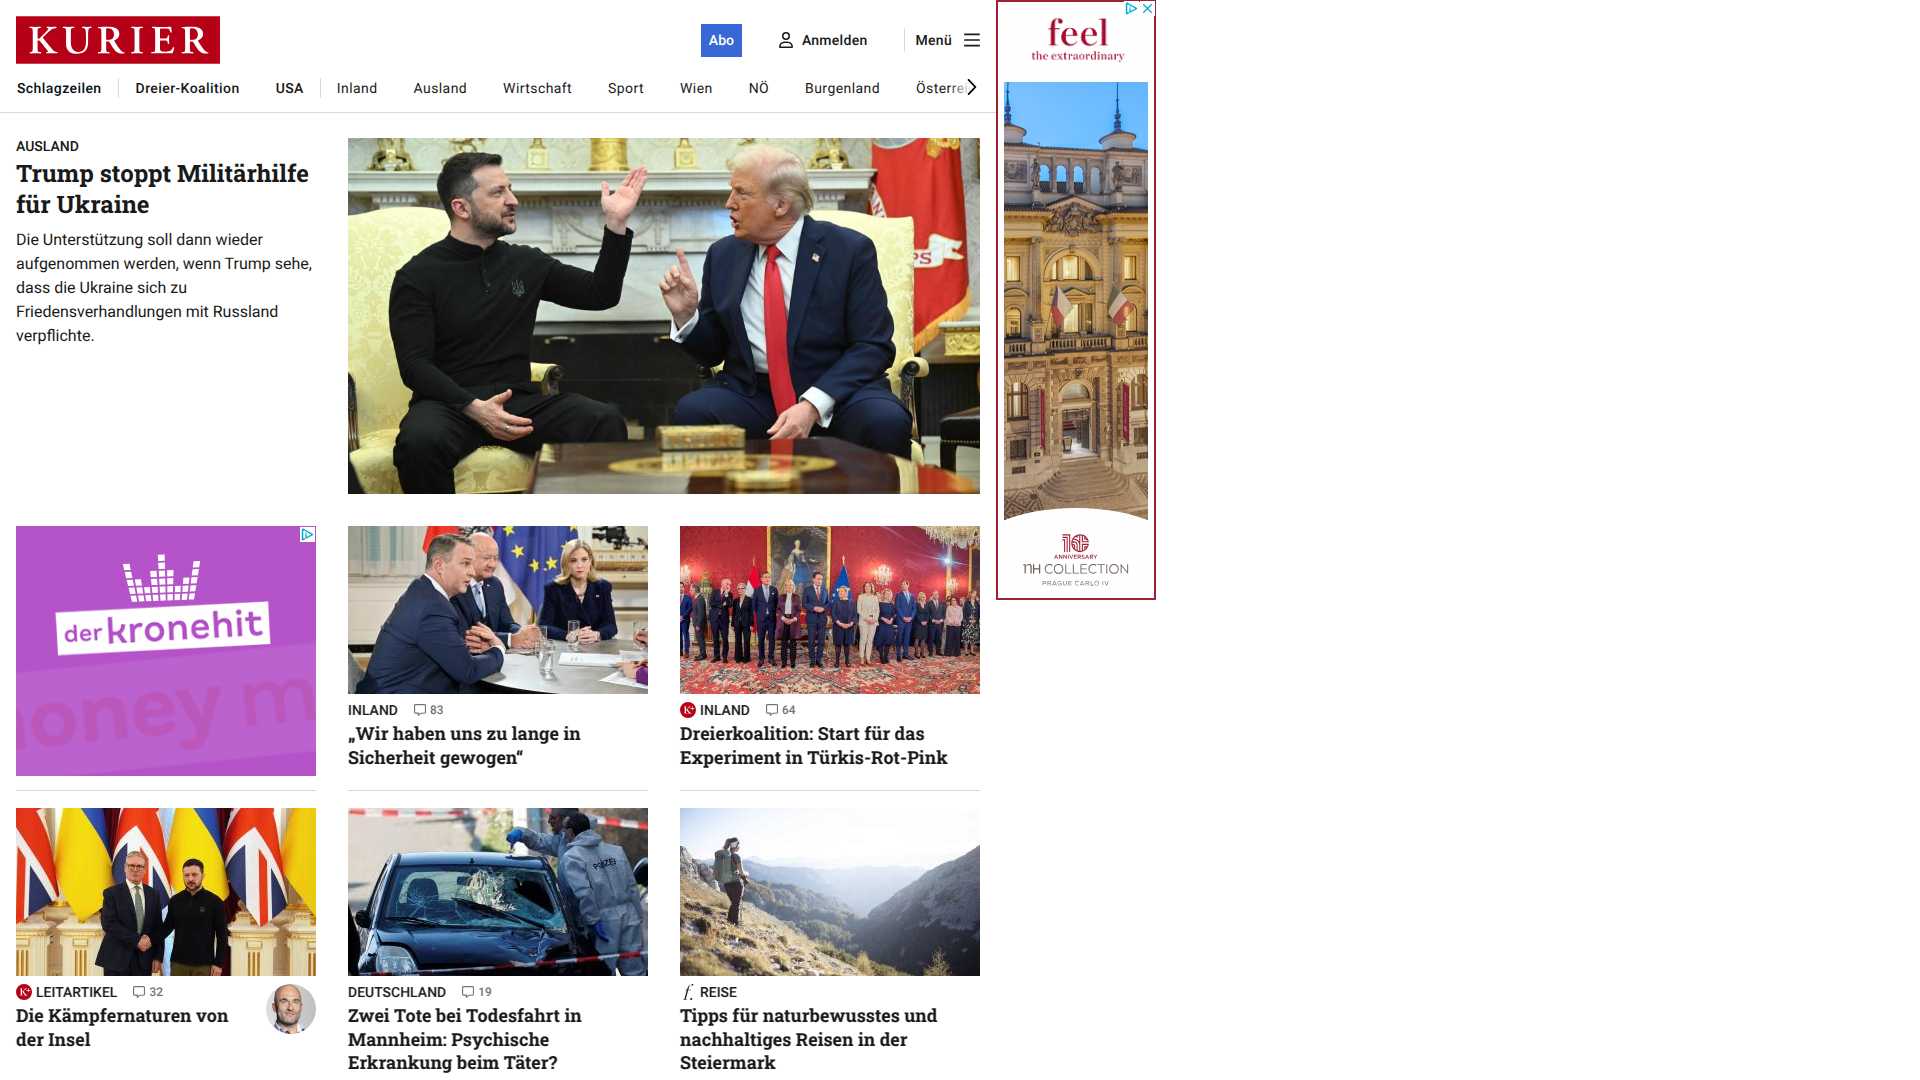 KURIER
Abo
Anmelden
Menü
Schlagzeilen
Dreier-Koalition
USA
Inland
Ausland
Wirtschaft
Sport
Wien
NÖ
Burgenland
Österre
AUSLAND
Trump stoppt Militärhilfe
für Ukraine
Die Unterstützung soll dann wieder
aufgenommen werden, wenn Trump sehe,
dass die Ukraine sich zu
Friedensverhandlungen mit Russland
verpflichte.
PS
feel
the extraordinary
10
ANNIVERSARY
NH COLLECTION
PRAGUE CARLO IV
der kronehit
money m
INLAND 83
„Wir haben uns zu lange in
Sicherheit gewogen“
K+ INLAND 64
Dreierkoalition: Start für das
Experiment in Türkis-Rot-Pink
K+ LEITARTIKEL 32
Die Kämpfernaturen von
der Insel
POLIZEI
DEUTSCHLAND 19
Zwei Tote bei Todesfahrt in
Mannheim: Psychische
Erkrankung beim Täter?
f. REISE
Tipps für naturbewusstes und
nachhaltiges Reisen in der
Steiermark